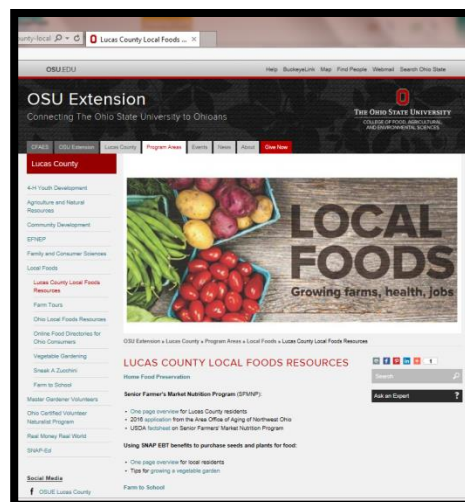 unty-local
Lucas County Local Foods ...
OSU.EDU
Help BuckeyeLink Map Find People Webmail Search Ohio State
OSU Extension
Connecting The Ohio State University to Ohioans
THE OHIO STATE UNIVERSITY
COLLEGE OF FOOD, AGRICULTURAL,
AND ENVIRONMENTAL SCIENCES
CFAES OSU Extension Lucas County Program Areas Events News About Give Now
Lucas County
4-H Youth Development
Agriculture and Natural
Resources
Community Development
EFNEP
Family and Consumer Sciences
Local Foods
Lucas County Local Foods
Resources
Farm Tours
Ohio Local Foods Resources
Online Food Directories for
Ohio Consumers
Vegetable Gardening
Sneak A Zucchini
Farm to School
Master Gardener Volunteers
Ohio Certified Volunteer
Naturalist Program
Real Money Real World
SNAP-Ed
Social Media
OSUE Lucas County
LOCAL
FOODS
Growing farms, health, jobs
OSU Extension » Lucas County » Program Areas » Local Foods » Lucas County Local Foods Resources
LUCAS COUNTY LOCAL FOODS RESOURCES
Home Food Preservation
Senior Farmer's Market Nutrition Program (SFMNP):
One page overview for Lucas County residents
2016 application from the Area Office of Aging of Northwest Ohio
USDA factsheet on Senior Farmers' Market Nutrition Program
Using SNAP EBT benefits to purchase seeds and plants for food:
One page overview for local residents
Tips for growing a vegetable garden
Farm to School
1
Search
Ask an Expert ?